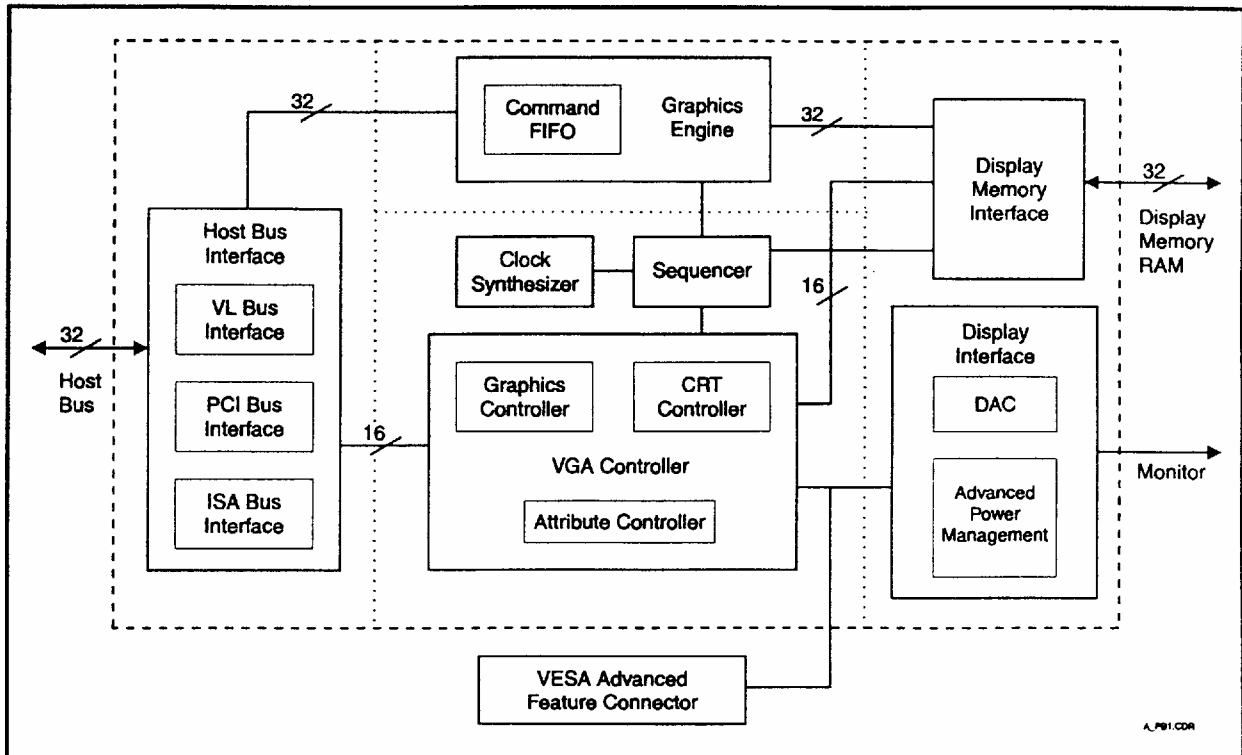 32
Command
FIFO
Graphics
Engine
32
Display
Memory
Interface
32
Display
Memory
RAM
Host Bus
Interface
VL Bus
Interface
PCI Bus
Interface
ISA Bus
Interface
32
Host
Bus
Clock
Synthesizer
Sequencer
16
16
Graphics
Controller
CRT
Controller
VGA Controller
Attribute Controller
Display
Interface
DAC
Advanced
Power
Management
Monitor
VESA Advanced
Feature Connector
A_PB1.CDR